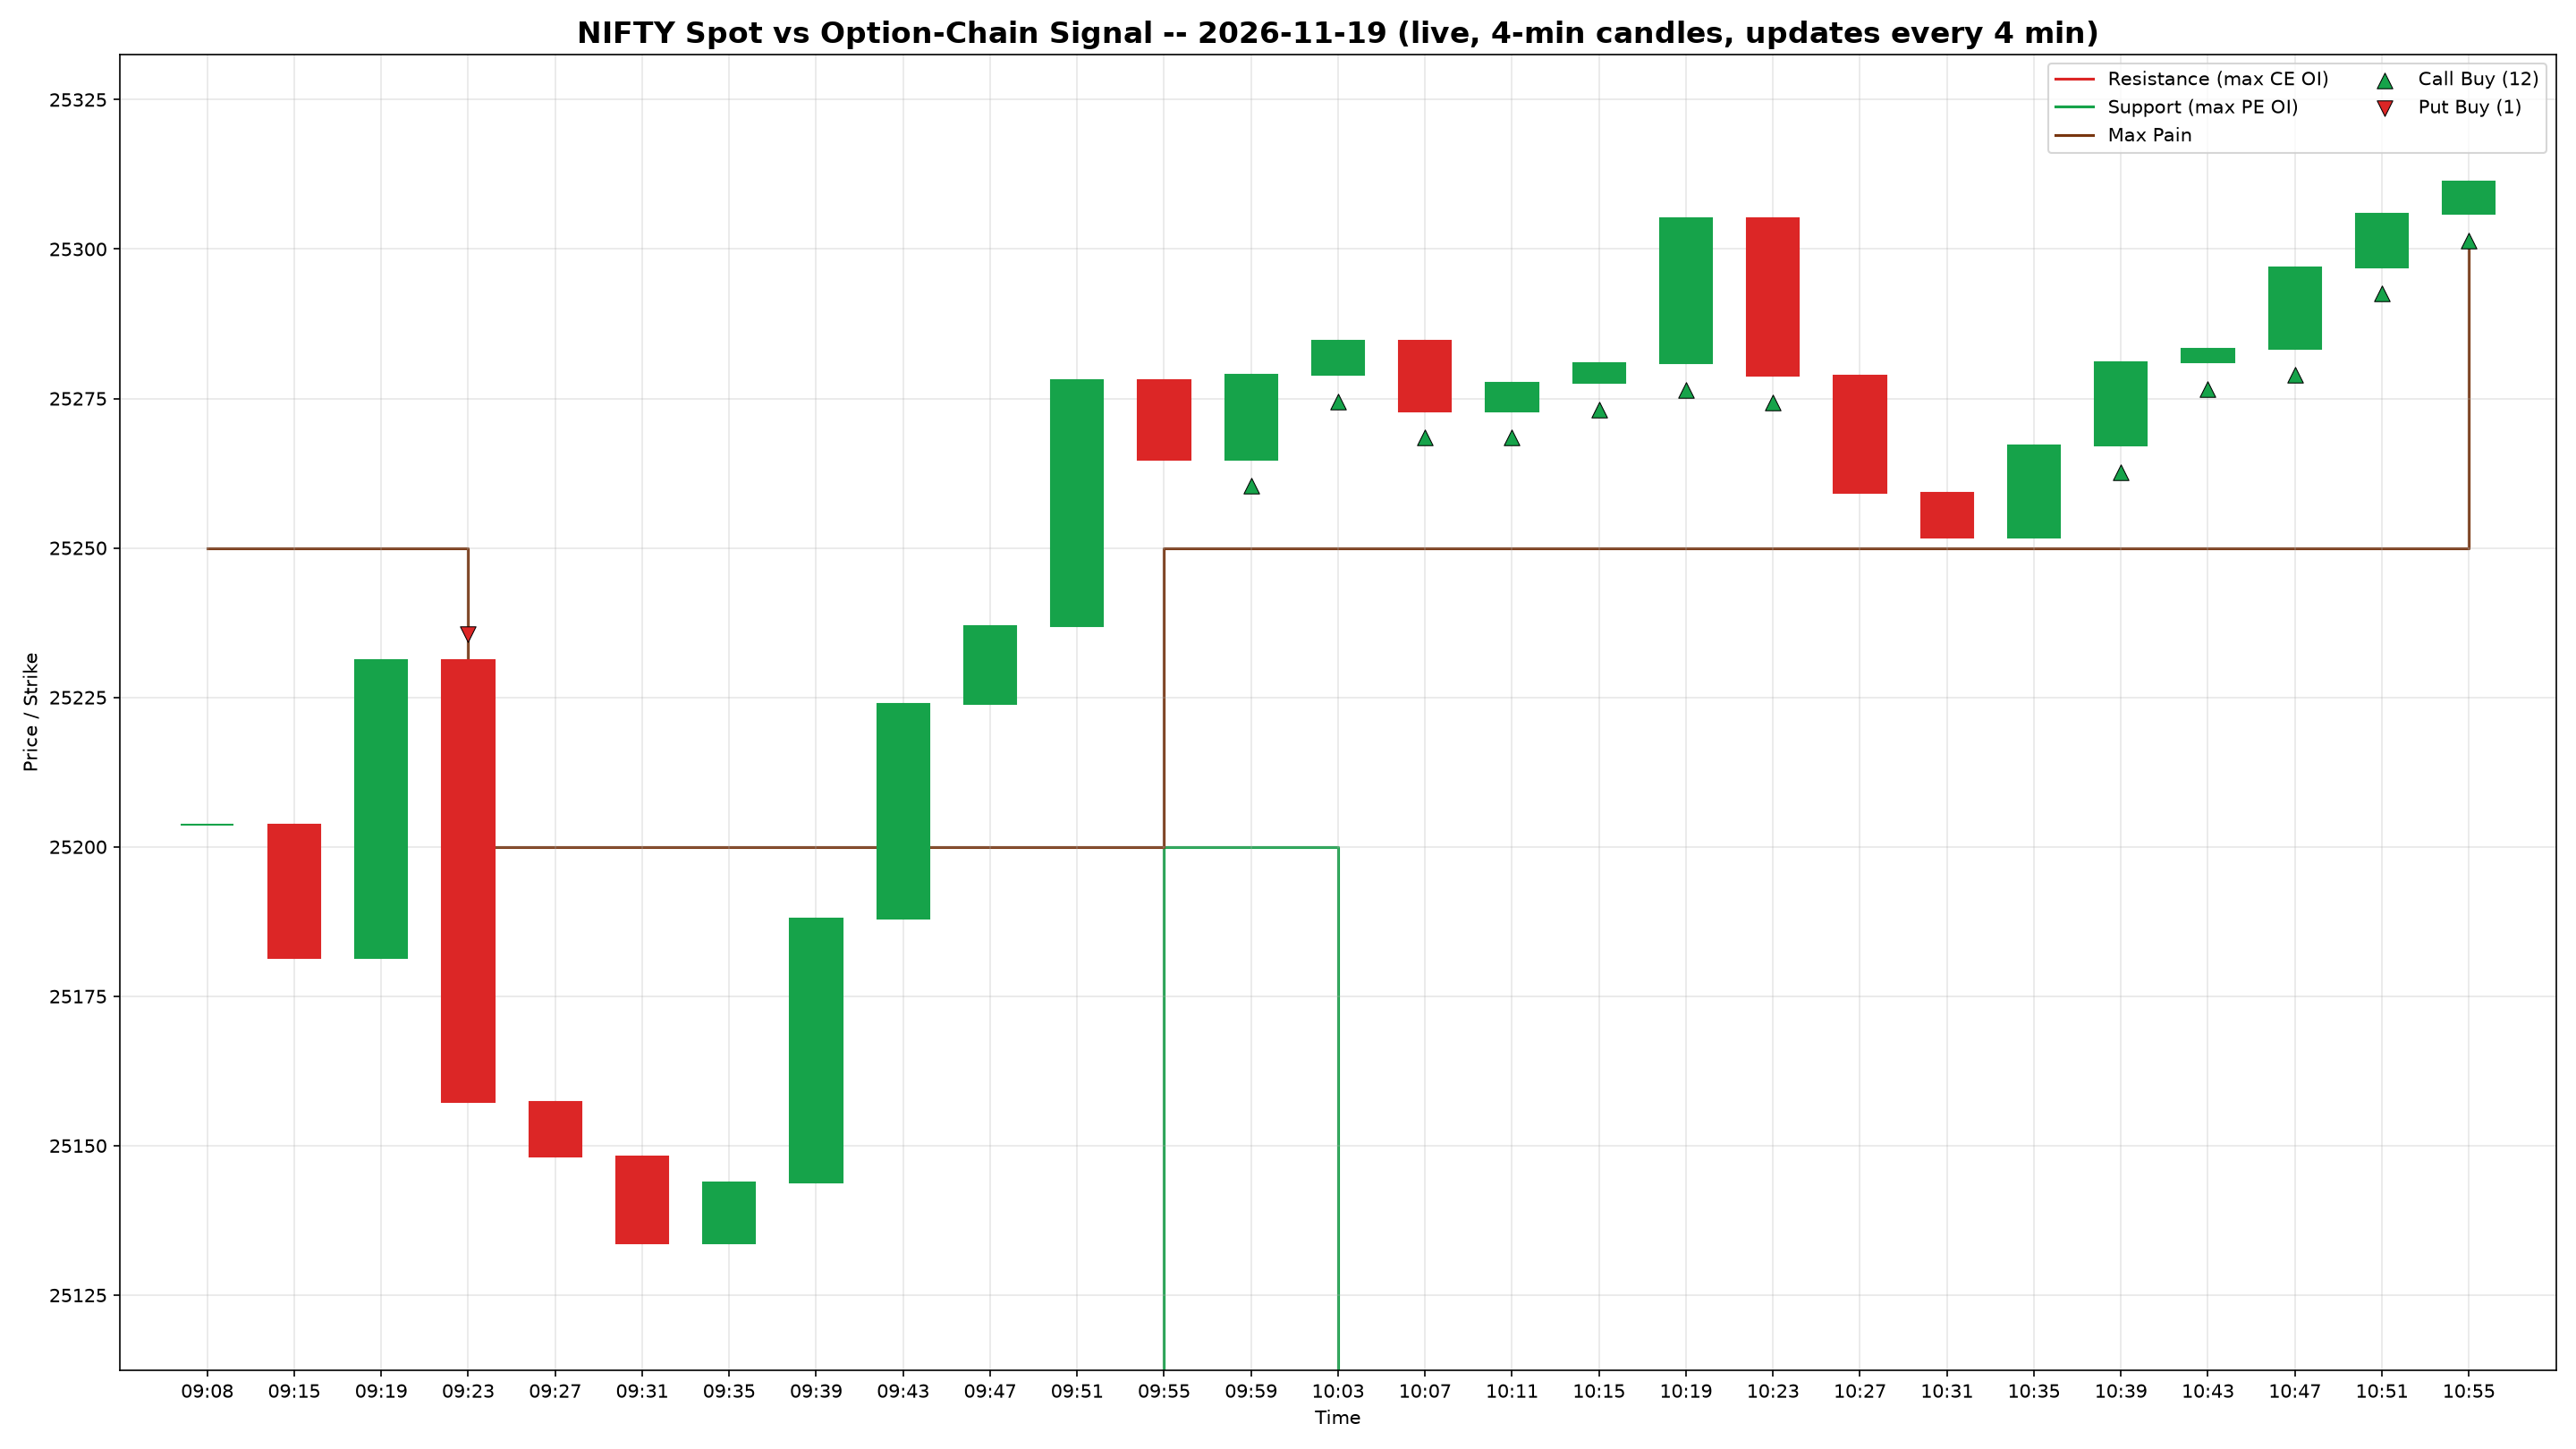 NIFTY Spot vs Option-Chain Signal -- 2026-11-19 (live, 4-min candles, updates every 4 min)
Resistance (max CE OI)
Support (max PE OI)
Max Pain
Call Buy (12)
Put Buy (1)
Price / Strike
25325
25300
25275
25250
25225
25200
25175
25150
25125
09:08 09:15 09:19 09:23 09:27 09:31 09:35 09:39 09:43 09:47 09:51 09:55 09:59 10:03 10:07 10:11 10:15 10:19 10:23 10:27 10:31 10:35 10:39 10:43 10:47 10:51 10:55
Time